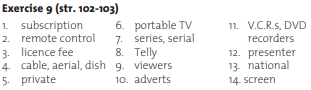 Exercise 9 (str. 102-103)
1. subscription
2. remote control
3. licence fee
4. cable, aerial, dish
5. private
6. portable TV
7. series, serial
8. Telly
9. viewers
10. adverts
11. V.C.R.s, DVD
recorders
12. presenter
13. national
14. screen